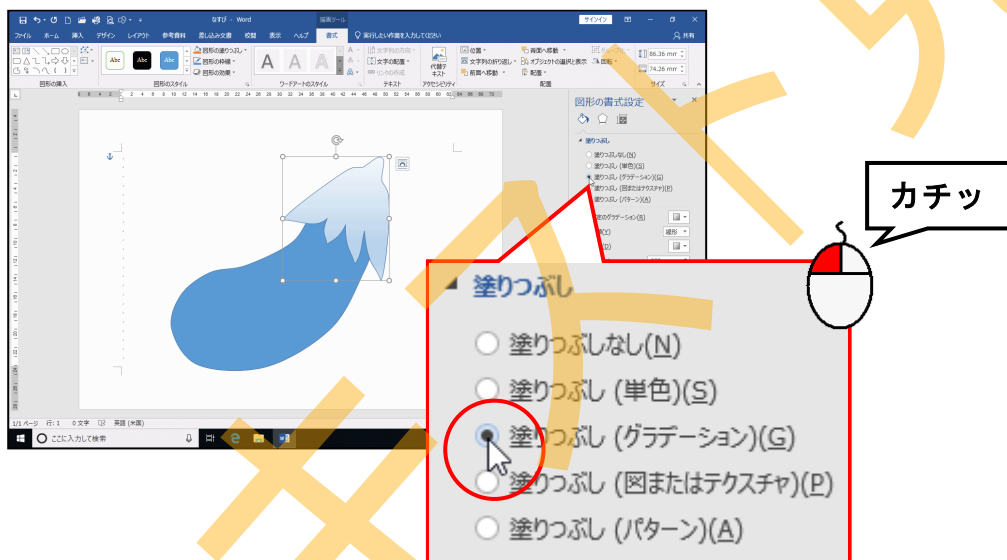 なすび - Word
描画ツール
サインイン
ファイル ホーム 挿入 デザイン レイアウト 参考資料 差し込み文書 校閲 表示 ヘルプ 書式 実行したい作業を入力してください 共有
Abc Abc Abc
図形の塗りつぶし
図形の枠線
図形の効果
A A A
文字列の方向
文字の配置
リンクの作成
代替テキスト
位置
文字列の折り返し
前面へ移動
背面へ移動
オブジェクトの選択と表示
配置
グループ化
回転
86.36 mm
74.26 mm
図形の挿入 図形のスタイル ワードアートのスタイル テキスト アクセシビリティ 配置 サイズ
図形の書式設定
塗りつぶし
塗りつぶしなし(N)
塗りつぶし (単色)(S)
塗りつぶし (グラデーション)(G)
塗りつぶし (図またはテクスチャ)(P)
塗りつぶし (パターン)(A)
線形
カチッ
塗りつぶし
塗りつぶしなし(N)
塗りつぶし (単色)(S)
塗りつぶし (グラデーション)(G)
塗りつぶし (図またはテクスチャ)(P)
塗りつぶし (パターン)(A)
1/1 ページ 行: 1 0 文字 英語 (米国)
ここに入力して検索